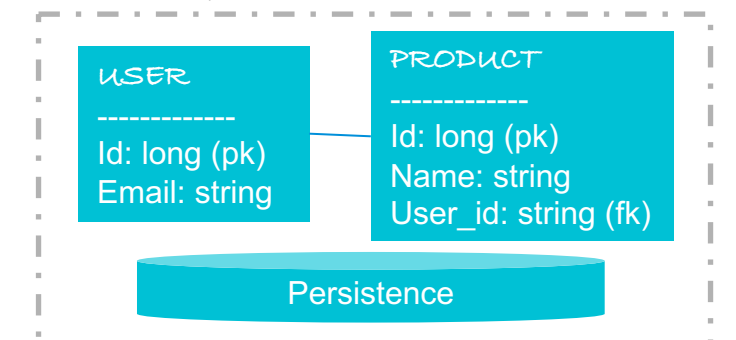 USER
-------------
Id: long (pk)
Email: string
PRODUCT
-------------
Id: long (pk)
Name: string
User_id: string (fk)
Persistence